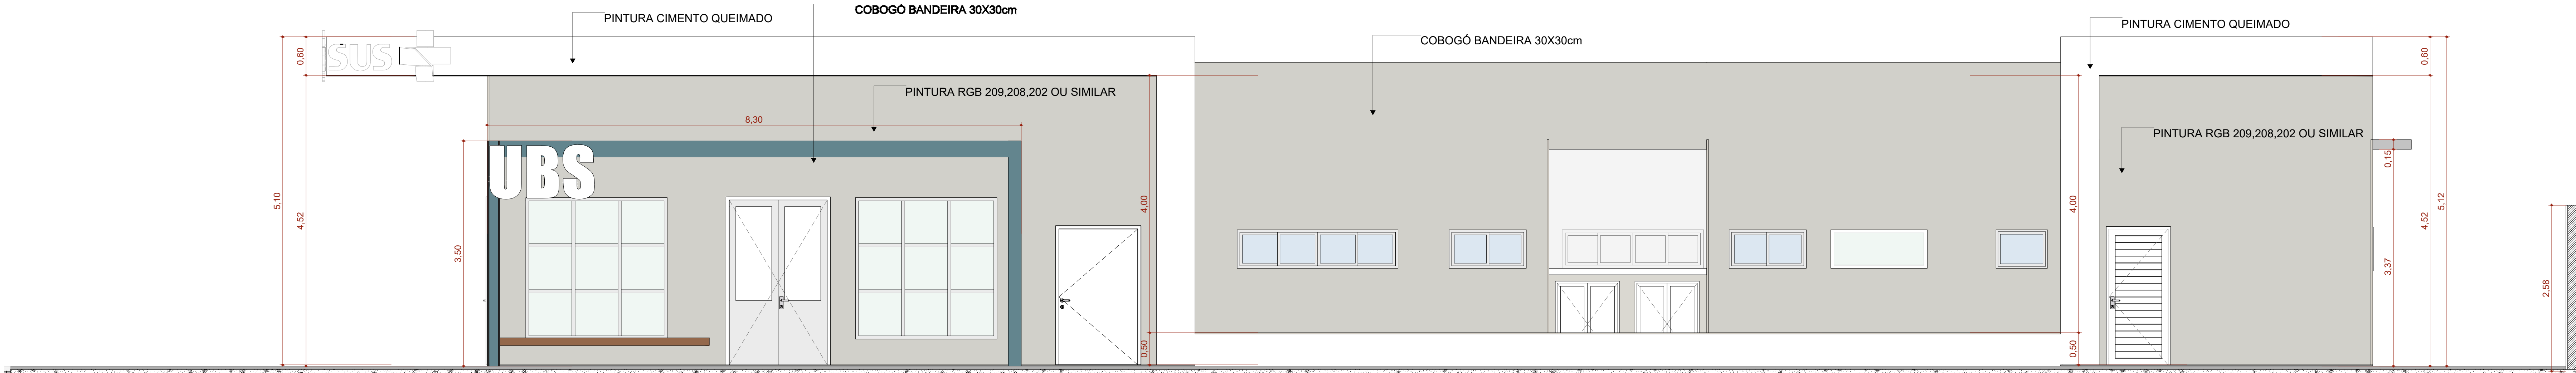 COBOGÓ BANDEIRA 30X30cm
PINTURA CIMENTO QUEIMADO
PINTURA CIMENTO QUEIMADO
COBOGÓ BANDEIRA 30X30cm
SUS
0,60
0,60
PINTURA RGB 209,208,202 OU SIMILAR
8,30
PINTURA RGB 209,208,202 OU SIMILAR
0,15
UBS
5,10
4,52
3,50
4,00
4,00
5,12
4,52
3,37
2,58
0,50
0,50